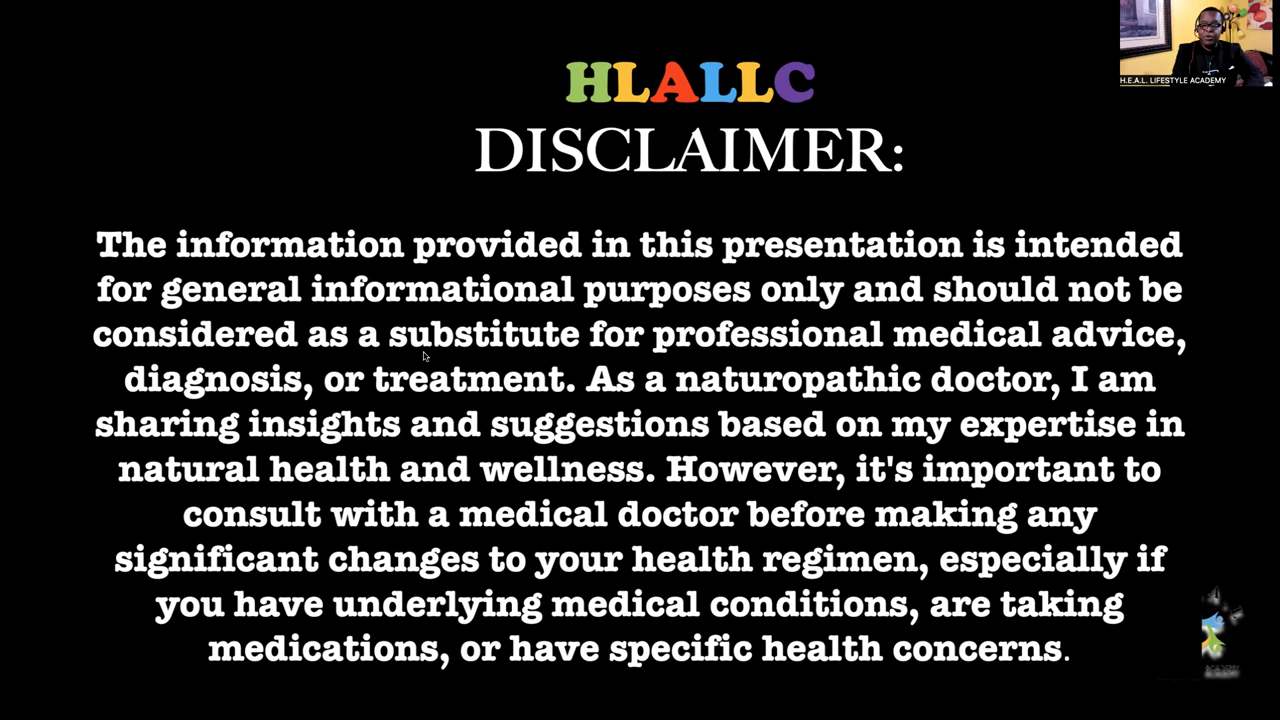 H.E.A.L. LIFESTYLE ACADEMY
HLALLC
DISCLAIMER:
The information provided in this presentation is intended
for general informational purposes only and should not be
considered as a substitute for professional medical advice,
diagnosis, or treatment. As a naturopathic doctor, I am
sharing insights and suggestions based on my expertise in
natural health and wellness. However, it's important to
consult with a medical doctor before making any
significant changes to your health regimen, especially if
you have underlying medical conditions, are taking
medications, or have specific health concerns.
ACADEMY